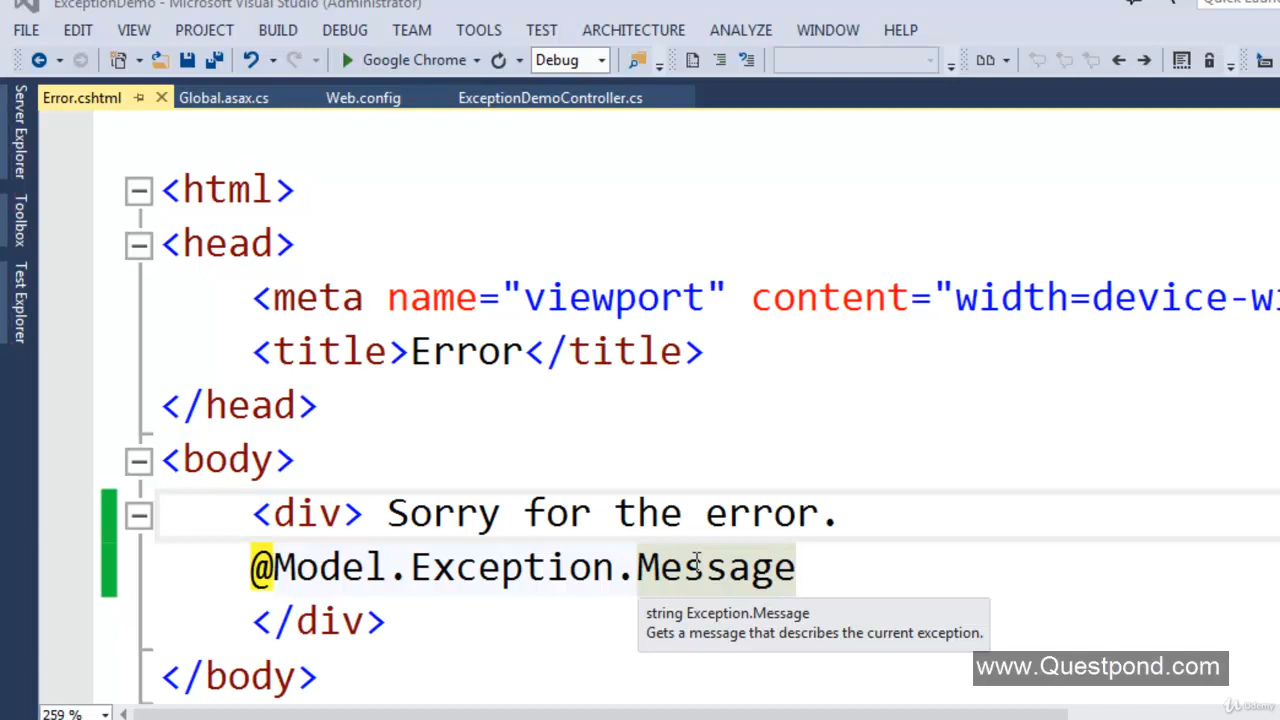 ExceptionDemo - Microsoft Visual Studio (Administrator)
FILE EDIT VIEW PROJECT BUILD DEBUG TEAM TOOLS TEST ARCHITECTURE ANALYZE WINDOW HELP
Google Chrome Debug
Error.cshtml Global.asax.cs Web.config ExceptionDemoController.cs
Server Explorer
Toolbox
Test Explorer
<html>
<head>
<meta name="viewport" content="width=device-wi
<title>Error</title>
</head>
<body>
<div> Sorry for the error.
@Model.Exception.Message
string Exception.Message
Gets a message that describes the current exception.
</div>
www.Questpond.com
</body>
259 %
Udemy